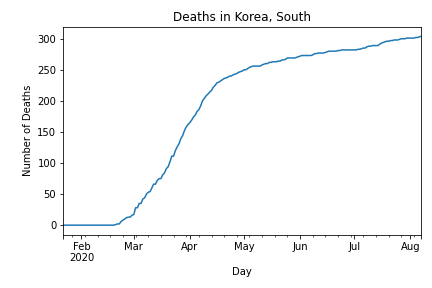 Deaths in Korea, South
Number of Deaths
300
250
200
150
100
50
0
Feb
2020
Mar
Apr
May
Jun
Jul
Aug
Day